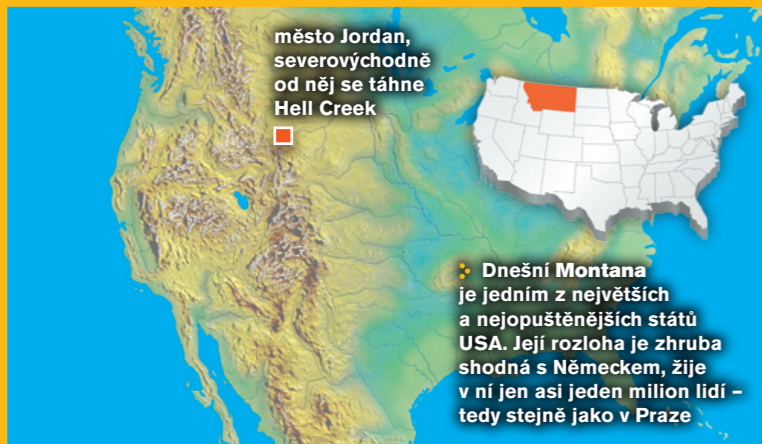 město Jordan,
severovýchodně
od něj se táhne
Hell Creek
Dnešní Montana
je jedním z největších
a nejopuštěnějších států
USA. Její rozloha je zhruba
shodná s Německem, žije
v ní jen asi jeden milion lidí –
tedy stejně jako v Praze